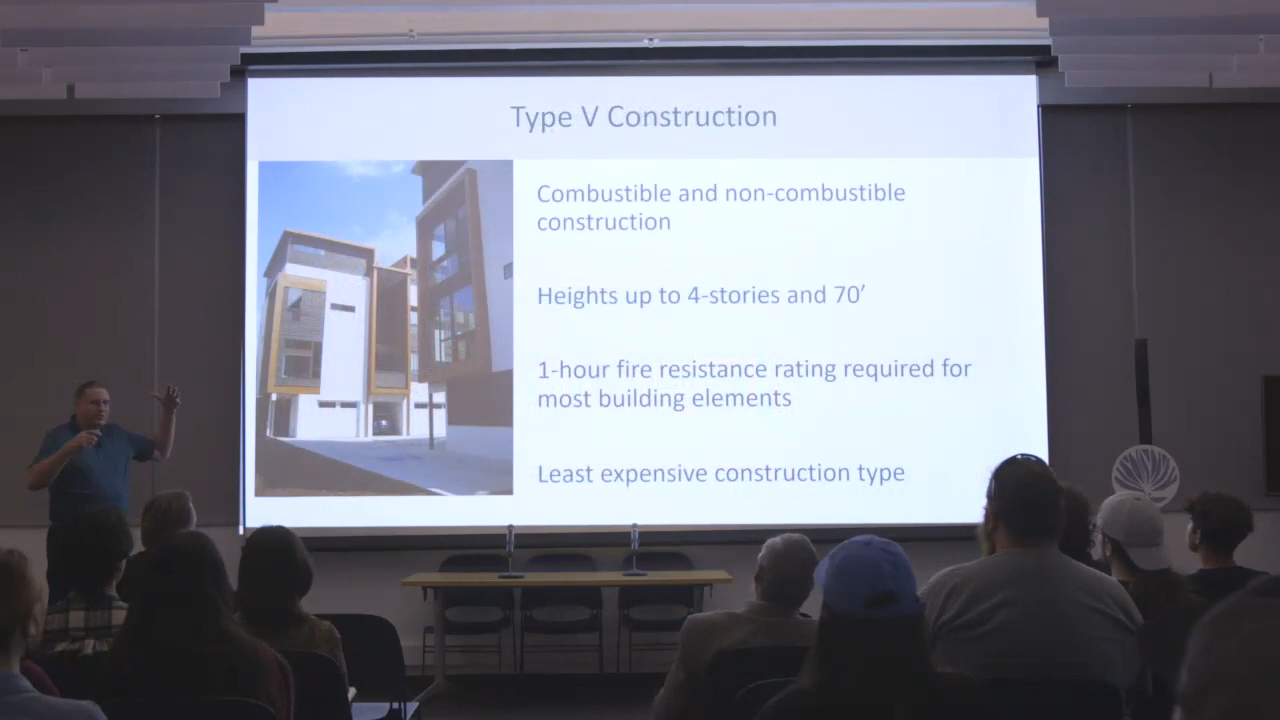 Type V Construction
Combustible and non-combustible
construction
Heights up to 4-stories and 70’
1-hour fire resistance rating required for
most building elements
Least expensive construction type